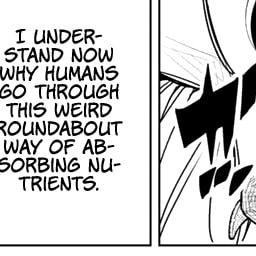 I UNDER-
STAND NOW
WHY HUMANS
GO THROUGH
THIS WEIRD
ROUNDABOUT
WAY OF AB-
SORBING NU-
TRIENTS.